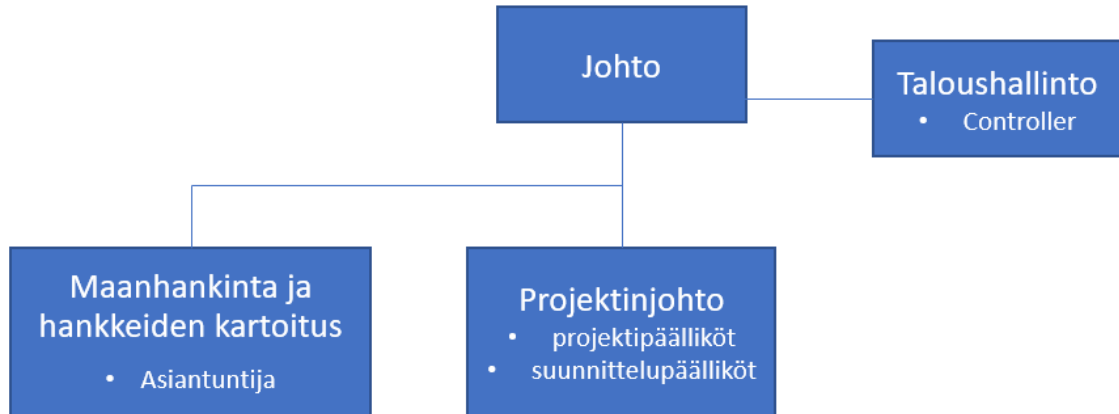 Johto
Taloushallinto
• Controller
Maanhankinta ja
hankkeiden kartoitus
• Asiantuntija
Projektinjohto
• projektipäälliköt
• suunnittelupäälliköt